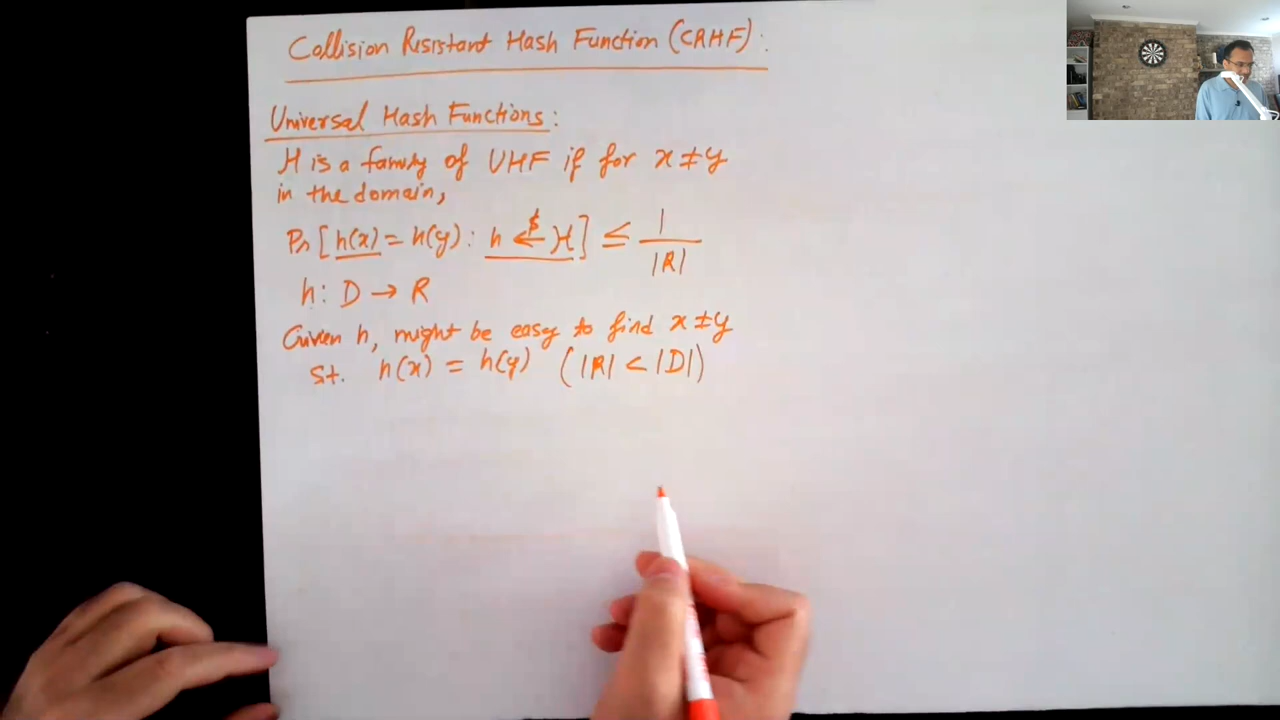 Collision Resistant Hash Function (CRHF):
Universal Hash Functions:
H is a family of UHF if for x ≠ y
in the domain,
Pr [h(x) = h(y) : h ←$ H] ≤ 1/|R|
h: D → R
Given h, might be easy to find x ≠ y
st. h(x) = h(y) (|R| < |D|)